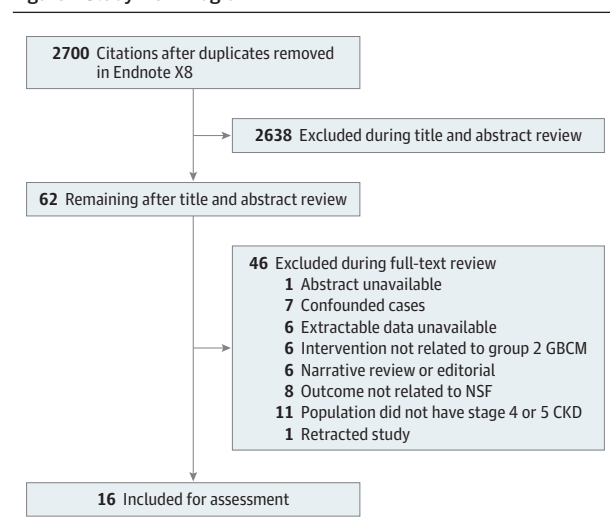 2700 Citations after duplicates removed
in Endnote X8
2638 Excluded during title and abstract review
62 Remaining after title and abstract review
46 Excluded during full-text review
1 Abstract unavailable
7 Confounded cases
6 Extractable data unavailable
6 Intervention not related to group 2 GBCM
6 Narrative review or editorial
8 Outcome not related to NSF
11 Population did not have stage 4 or 5 CKD
1 Retracted study
16 Included for assessment